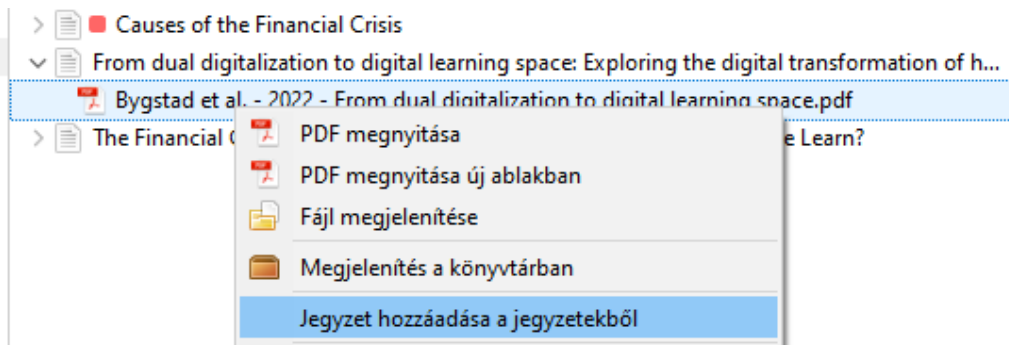 Causes of the Financial Crisis
From dual digitalization to digital learning space: Exploring the digital transformation of h...
Bygstad et al. - 2022 - From dual digitalization to digital learning space.pdf
The Financial e Learn?
PDF megnyitása
PDF megnyitása új ablakban
Fájl megjelenítése
Megjelenítés a könyvtárban
Jegyzet hozzáadása a jegyzetekből